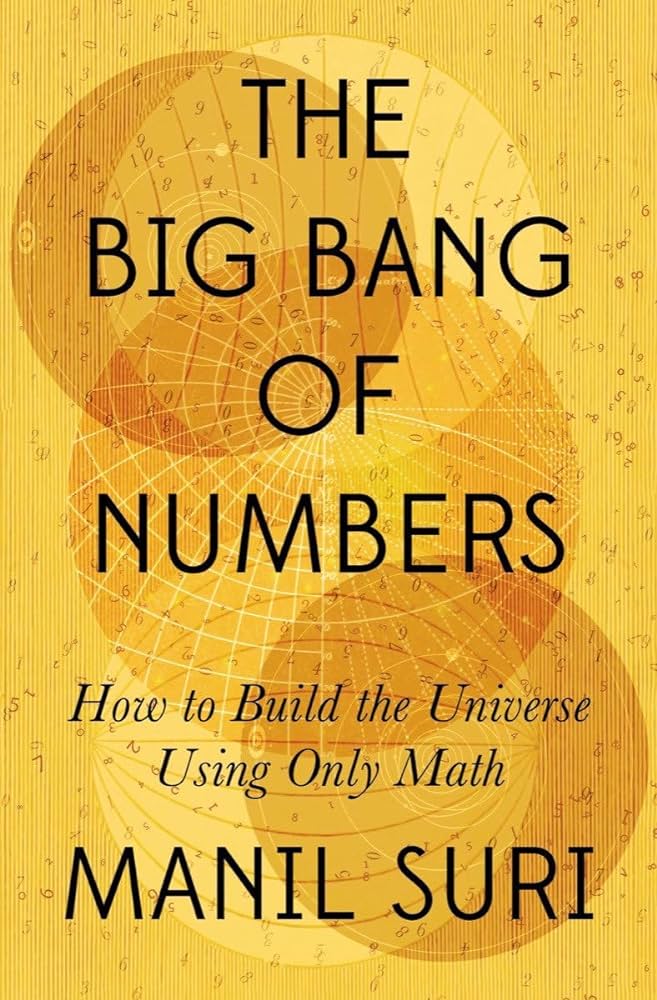 THE
BIG BANG
OF
NUMBERS
How to Build the Universe
Using Only Math
MANIL SURI